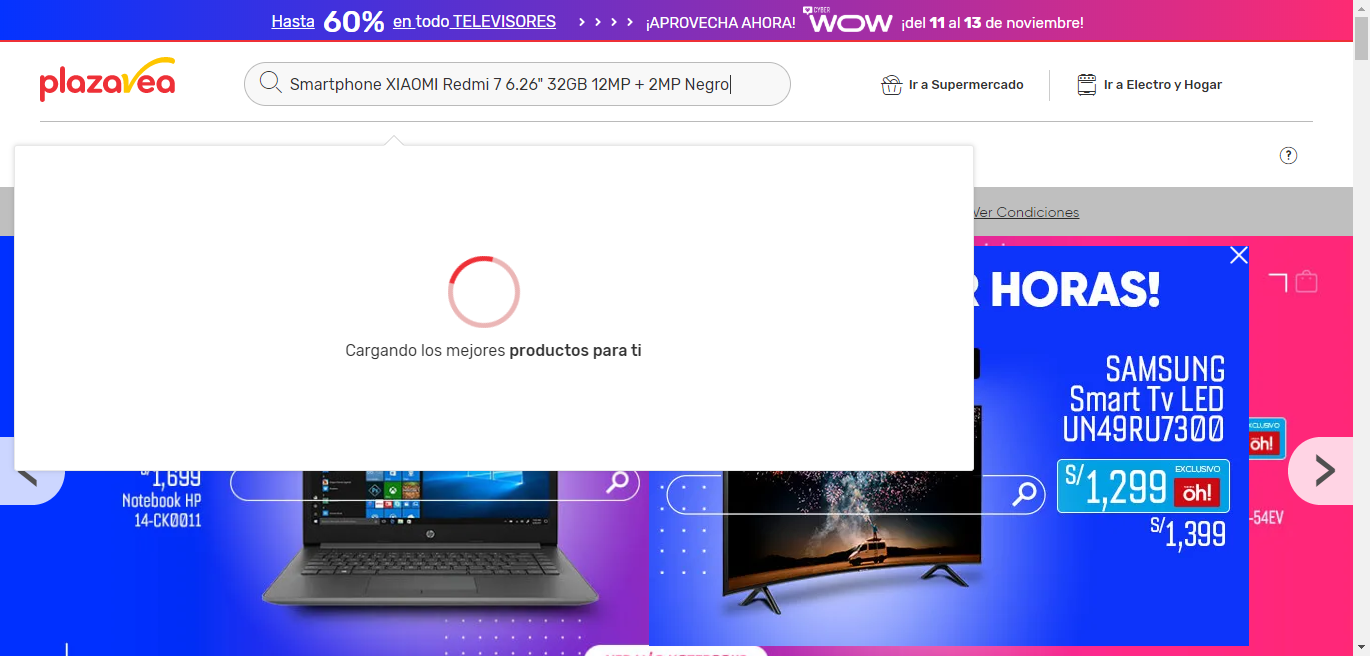 Hasta 60% en todo TELEVISORES > > > > ¡APROVECHA AHORA! CYBER WOW ¡del 11 al 13 de noviembre!
plazavea
Smartphone XIAOMI Redmi 7 6.26" 32GB 12MP + 2MP Negro
Ir a Supermercado
Ir a Electro y Hogar
?
Ver Condiciones
Cargando los mejores productos para ti
R HORAS!
SAMSUNG
Smart Tv LED
UN49RU7300
S/ 1,299 EXCLUSIVO oh!
S/ 1,399
EXCLUSIVO
oh!
-54EV
S/ 1,699
Notebook HP
14-CK0011